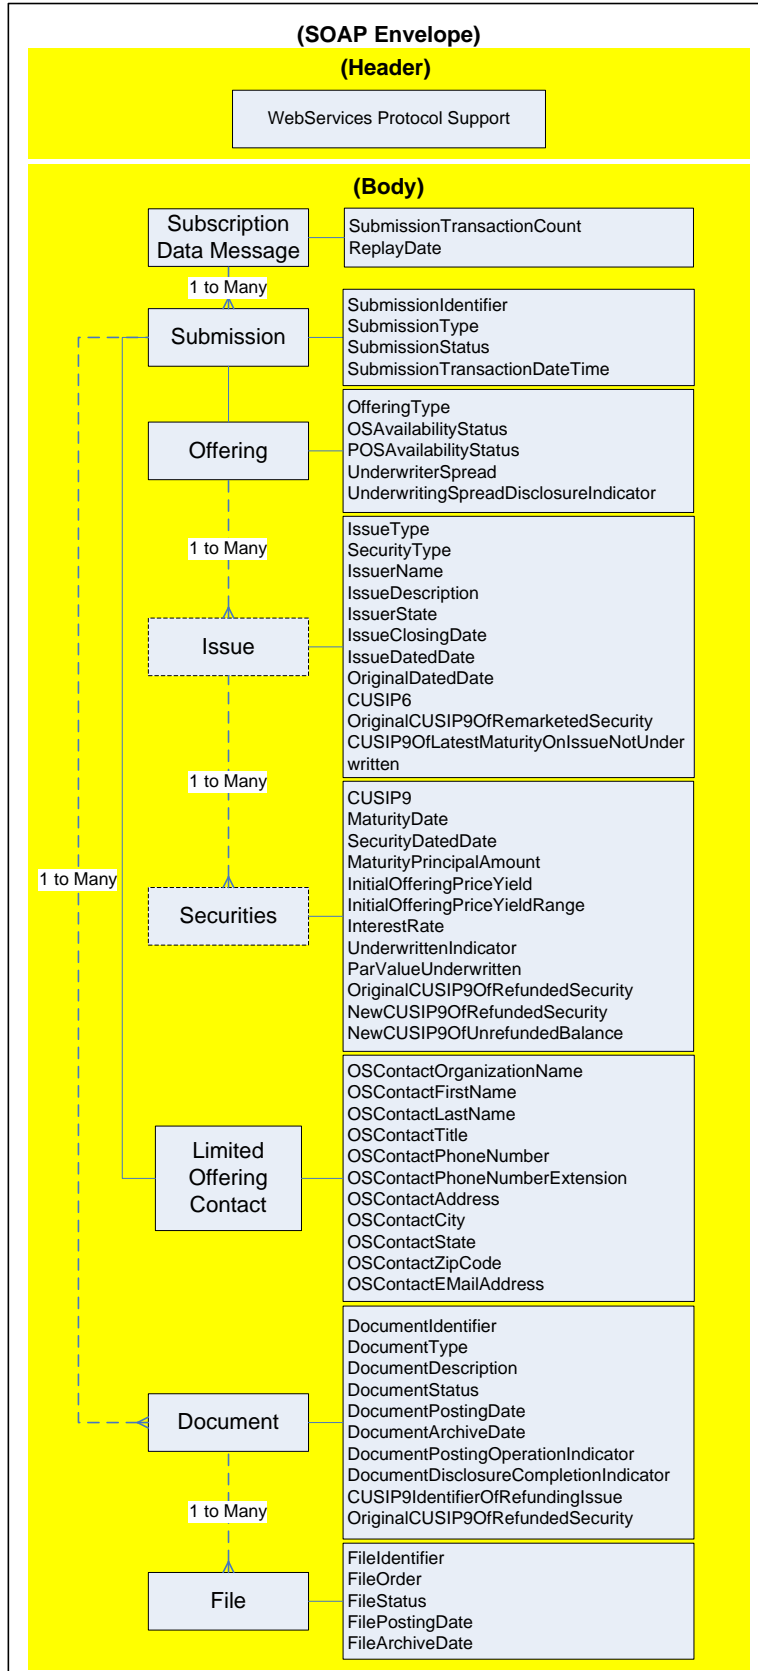 (SOAP Envelope)
(Header)
WebServices Protocol Support
(Body)
Subscription
Data Message
SubmissionTransactionCount
ReplayDate
1 to Many
Submission
SubmissionIdentifier
SubmissionType
SubmissionStatus
SubmissionTransactionDateTime
Offering
OfferingType
OSAvailabilityStatus
POSAvailabilityStatus
UnderwriterSpread
UnderwritingSpreadDisclosureIndicator
1 to Many
Issue
IssueType
SecurityType
IssuerName
IssueDescription
IssuerState
IssueClosingDate
IssueDatedDate
OriginalDatedDate
CUSIP6
OriginalCUSIP9OfRemarketedSecurity
CUSIP9OfLatestMaturityOnIssueNotUnder
written
1 to Many
1 to Many
Securities
CUSIP9
MaturityDate
SecurityDatedDate
MaturityPrincipalAmount
InitialOfferingPriceYield
InitialOfferingPriceYieldRange
InterestRate
UnderwrittenIndicator
ParValueUnderwritten
OriginalCUSIP9OfRefundedSecurity
NewCUSIP9OfRefundedSecurity
NewCUSIP9OfUnrefundedBalance
Limited
Offering
Contact
OSContactOrganizationName
OSContactFirstName
OSContactLastName
OSContactTitle
OSContactPhoneNumber
OSContactPhoneNumberExtension
OSContactAddress
OSContactCity
OSContactState
OSContactZipCode
OSContactEMailAddress
Document
DocumentIdentifier
DocumentType
DocumentDescription
DocumentStatus
DocumentPostingDate
DocumentArchiveDate
DocumentPostingOperationIndicator
DocumentDisclosureCompletionIndicator
CUSIP9IdentifierOfRefundingIssue
OriginalCUSIP9OfRefundedSecurity
1 to Many
File
FileIdentifier
FileOrder
FileStatus
FilePostingDate
FileArchiveDate